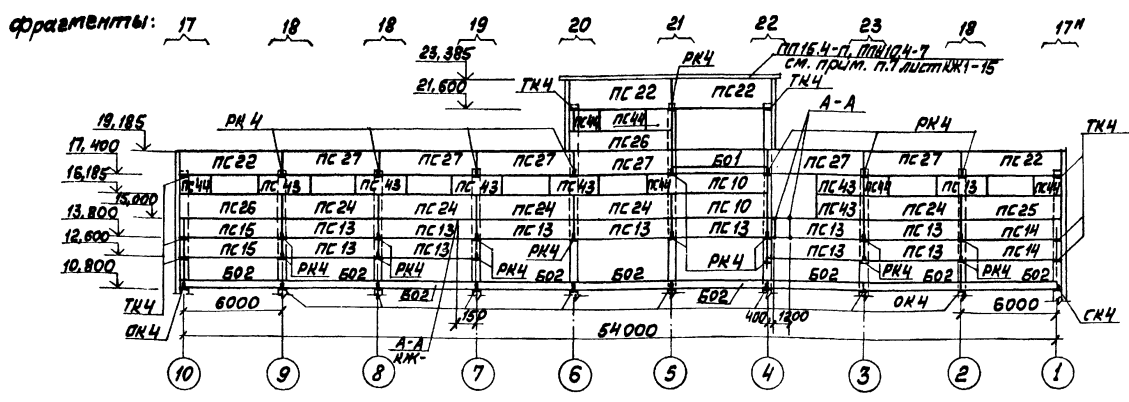 фрагменты: 17 18 18 19 20 21 22 23 18 17н
23,385 РК4 ПП15.4-П,
см. прим. п.7 лист КЖ1-15
21,600 ТК4 ПС22 ПС22 ТК4
А-А
ПС44 ПС44
19,185 РК4 ПС26 РК4 ТК4
17,400 ПС22 ПС27 ПС27 ПС27 ПС27 Б01 ПС27 ПС27 ПС22
16,185 ПС44 ПС43 ПС43 ПС43 ПС43 ПС44 ПС10 ПС43 ПС44 ПС13 ПС44
15,000 ПС26 ПС24 ПС24 ПС24 ПС24 ПС10 ПС43 ПС24 ПС25
13,800 ПС15 ПС13 ПС13 ПС13 ПС13 ПС13 ПС13 ПС13 ПС14
12,600 ПС15 ПС13 ПС13 РК4 ПС13 ПС13 ПС14
10,800 Б02 РК4 Б02 РК4 РК4 Б02 Б02 РК4 Б02 РК4 Б02 РК4 Б02
ТК4 Б02 Б02 ОК4
ОК4 6000 150 400 1200 6000 СК4
54000
А-А
КЖ-
10 9 8 7 6 5 4 3 2 1